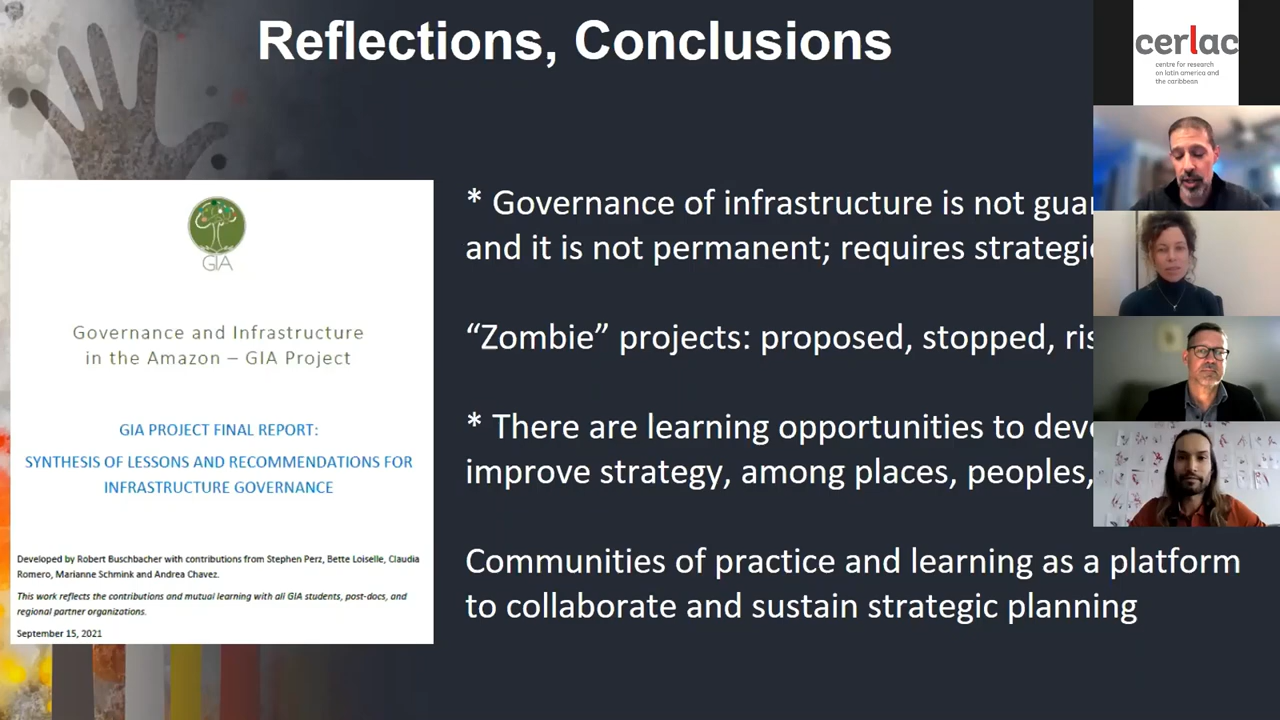 Reflections, Conclusions
cerlac
centre for research
on latin america and
the caribbean
GIA
Governance and Infrastructure
in the Amazon – GIA Project
GIA PROJECT FINAL REPORT:
SYNTHESIS OF LESSONS AND RECOMMENDATIONS FOR
INFRASTRUCTURE GOVERNANCE
Developed by Robert Buschbacher with contributions from Stephen Perz, Bette Loiselle, Claudia
Romero, Marianne Schmink and Andrea Chavez.
This work reflects the contributions and mutual learning with all GIA students, post-docs, and
regional partner organizations.
September 15, 2021
* Governance of infrastructure is not
and it is not permanent; requires
“Zombie” projects: proposed, stopped,
* There are learning opportunities to
improve strategy, among places, peoples,
Communities of practice and learning as a platform
to collaborate and sustain strategic planning